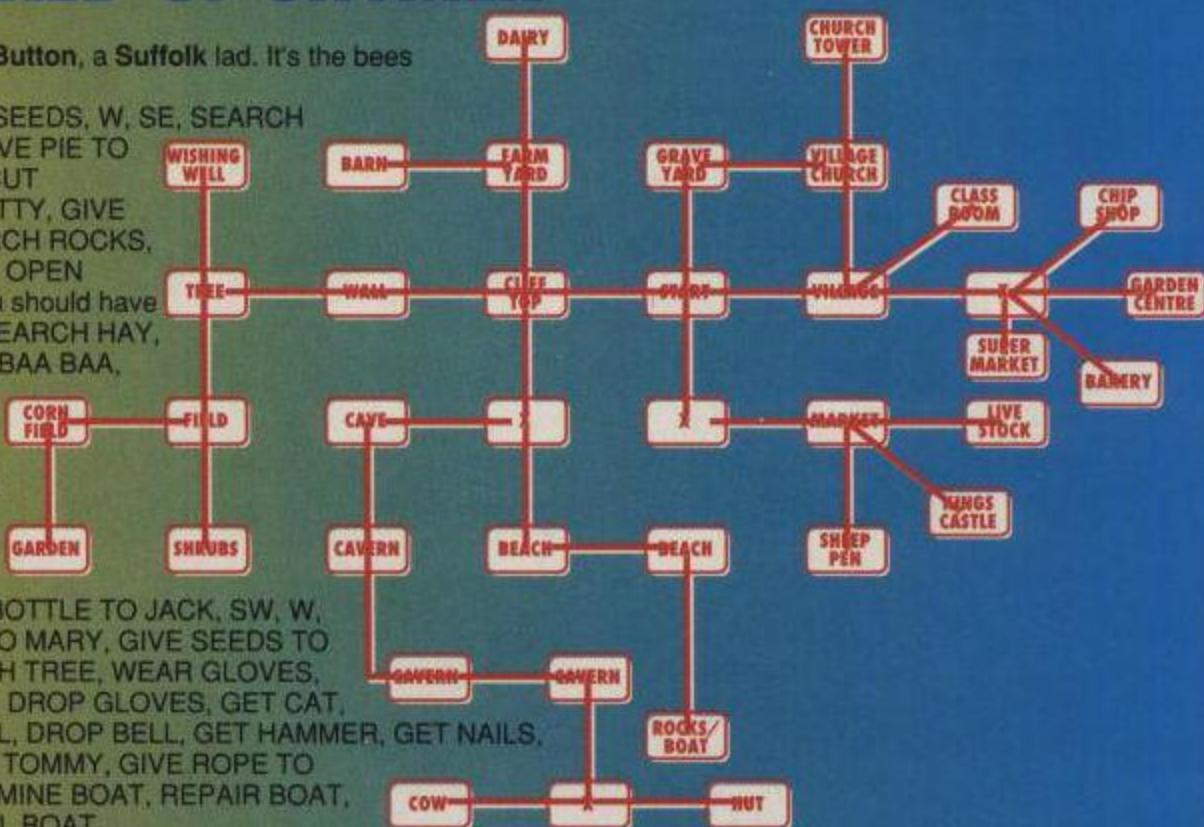 Button, a Suffolk lad. It's the bees
SEEDS, W, SE, SEARCH
VE PIE TO
CUT
TTY, GIVE
CH ROCKS,
OPEN
should have
SEARCH HAY,
BAA BAA,
DAIRY
CHURCH
TOWER
WISHING
WELL
BARN
FARM
YARD
GRAVE
YARD
VILLAGE
CHURCH
CLASS
ROOM
CHIP
SHOP
TREE
WALL
CLIFF
TOP
START
VILLAGE
GARDEN
CENTRE
SUPER
MARKET
BAKERY
CORN
FIELD
FIELD
CAVE
X
X
MARKET
LIVE
STOCK
KINGS
CASTLE
GARDEN
SHRUBS
CAVERN
BEACH
BEACH
SHEEP
PEN
CAVERN
CAVERN
ROCKS/
BOAT
COW
HUT
BOTTLE TO JACK, SW, W,
O MARY, GIVE SEEDS TO
H TREE, WEAR GLOVES,
DROP GLOVES, GET CAT,
L, DROP BELL, GET HAMMER, GET NAILS,
TOMMY, GIVE ROPE TO
MINE BOAT, REPAIR BOAT,
L BOAT